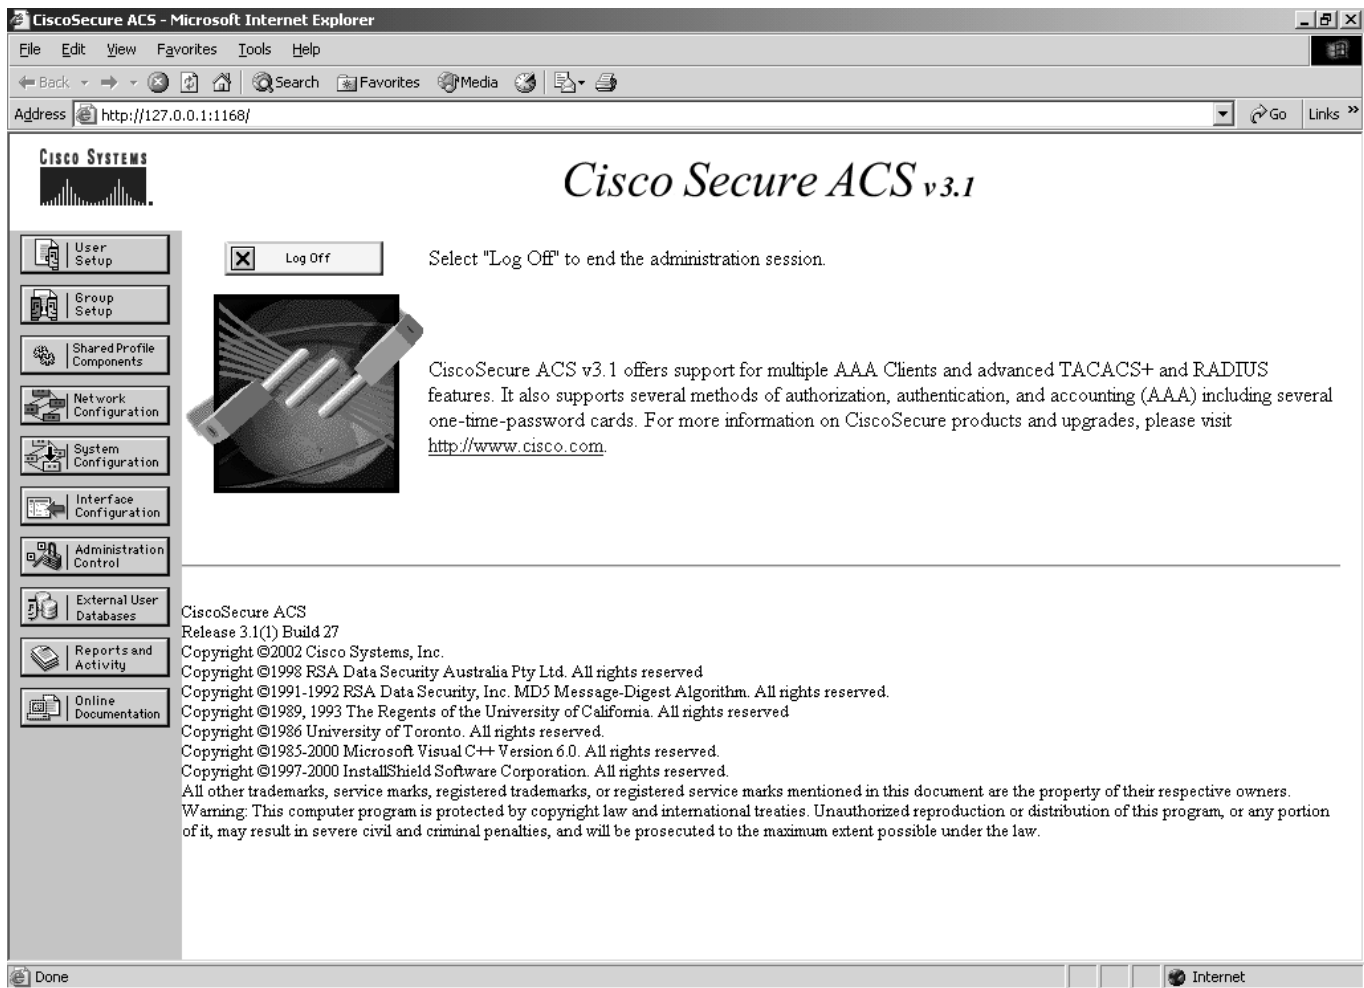 CiscoSecure ACS - Microsoft Internet Explorer
File Edit View Favorites Tools Help
Back Search Favorites Media
Address http://127.0.0.1:1168/ Go Links »
CISCO SYSTEMS
Cisco Secure ACS v3.1
User
Setup
Group
Setup
Shared Profile
Components
Network
Configuration
System
Configuration
Interface
Configuration
Administration
Control
External User
Databases
Reports and
Activity
Online
Documentation
Log Off
Select "Log Off" to end the administration session.
CiscoSecure ACS v3.1 offers support for multiple AAA Clients and advanced TACACS+ and RADIUS
features. It also supports several methods of authorization, authentication, and accounting (AAA) including several
one-time-password cards. For more information on CiscoSecure products and upgrades, please visit
http://www.cisco.com.
CiscoSecure ACS
Release 3.1(1) Build 27
Copyright ©2002 Cisco Systems, Inc.
Copyright ©1998 RSA Data Security Australia Pty Ltd. All rights reserved
Copyright ©1991-1992 RSA Data Security, Inc. MD5 Message-Digest Algorithm. All rights reserved.
Copyright ©1989, 1993 The Regents of the University of California. All rights reserved
Copyright ©1986 University of Toronto. All rights reserved.
Copyright ©1985-2000 Microsoft Visual C++ Version 6.0. All rights reserved.
Copyright ©1997-2000 InstallShield Software Corporation. All rights reserved.
All other trademarks, service marks, registered trademarks, or registered service marks mentioned in this document are the property of their respective owners.
Warning: This computer program is protected by copyright law and international treaties. Unauthorized reproduction or distribution of this program, or any portion
of it, may result in severe civil and criminal penalties, and will be prosecuted to the maximum extent possible under the law.
Done Internet